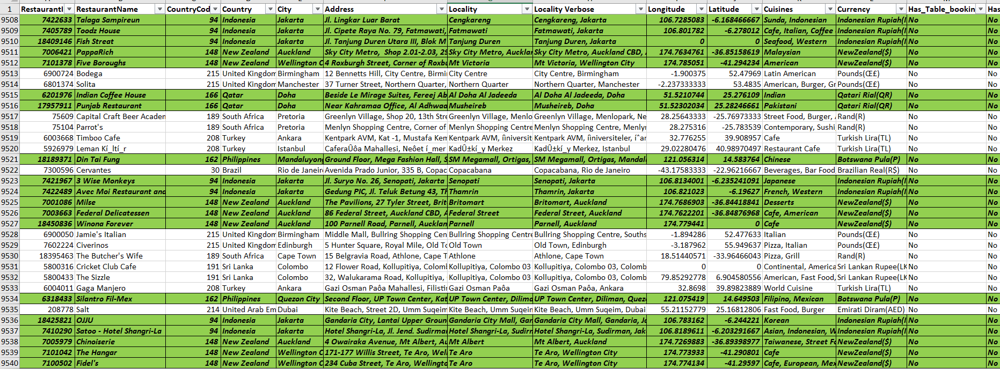 1 RestaurantI RestaurantName CountryCod Country City Address Locality Locality Verbose Longitude Latitude Cuisines Currency Has_Table_bookin Has
9508 7422633 Talaga Sampireun 94 Indonesia Jakarta Jl. Lingkar Luar Barat Cengkareng Cengkareng, Jakarta 106.7285083 -6.168466667 Sunda, Indonesian Indonesian Rupiah(I No No
9509 7405789 Toodz House 94 Indonesia Jakarta Jl. Cipete Raya No. 79, Fatmawati, Fatmawati Fatmawati, Jakarta 106.801782 -6.278012 Cafe, Italian, Coffee Indonesian Rupiah(I No No
9510 18409146 Fish Streat 94 Indonesia Jakarta Jl. Tanjung Duren Utara III, Blok M Tanjung Duren Tanjung Duren, Jakarta 0 0 Seafood, Western Indonesian Rupiah(I No No
9511 7006421 PappaRich 148 New Zealand Auckland Sky City Metro, Shop 2.01-2.03, 29 Sky City Metro, Aucklar Sky City Metro, Auckland CBD, 174.7634761 -36.85158619 Malaysian NewZealand($) No No
9512 7101378 Five Boroughs 148 New Zealand Wellington C 4 Roxburgh Street, Corner of Roxbu Mt Victoria Mt Victoria, Wellington City 174.785051 -41.294234 American NewZealand($) No No
9513 6900724 Bodega 215 United Kingdom Birmingham 12 Bennetts Hill, City Centre, Birmi City Centre City Centre, Birmingham -1.900375 52.47969 Latin American Pounds(Œ£) No No
9514 6801374 Solita 215 United Kingdom Manchester 37 Turner Street, Northern Quarter, Northern Quarter Northern Quarter, Manchester -2.237333333 53.4835 American, Burger, Gr Pounds(Œ£) No No
9515 6201976 Indian Coffee House 166 Qatar Doha Beside Le Mirage Suites, Fereej Ab Al Doha Al Jadeeda Al Doha Al Jadeeda, Doha 51.5210744 25.276109 Indian Qatari Rial(QR) No No
9516 17957911 Punjab Restaurant 166 Qatar Doha Near Kahramaa Office, Al Adhwaa Musheireb Musheireb, Doha 51.52302034 25.28246661 Pakistani Qatari Rial(QR) No No
9517 75609 Capital Craft Beer Academ 189 South Africa Pretoria Greenlyn Village, Shop 20, 13th Stre Greenlyn Village, Menlo Greenlyn Village, Menlopark, Ne 28.25643333 -25.76973333 Street Food, Burger, Rand(R) No No
9518 75104 Parrot's 189 South Africa Pretoria Menlyn Shopping Centre, Corner of Menlyn Shopping Centre Menlyn Shopping Centre, Menlyn 28.275316 -25.783539 Contemporary, Sushi Rand(R) No No
9519 6003668 Timboo Cafe 208 Turkey Ankara Kentpark AVM, Kat -1, Mustafa Kem Kentpark AVM, íìniversit Kentpark AVM, íìniversiteler, 32.776255 39.908957 Cafe Turkish Lira(TL) No No
9520 5926979 Leman Kí_ltí_r 208 Turkey Istanbul CaferaÛôa Mahallesi, Neôet í_mer KadÛ±kí_y Merkez KadÛ±kí_y Merkez, Istanbul 29.02280476 40.98970497 Restaurant Cafe Turkish Lira(TL) No No
9521 18189371 Din Tai Fung 162 Philippines Mandaluyong Ground Floor, Mega Fashion Hall, S SM Megamall, Ortigas, SM Megamall, Ortigas, Mandal 121.056314 14.583764 Chinese Botswana Pula(P) No No
9522 7300596 Cervantes 30 Brazil Rio de Janeir Avenida Prado Junior, 335 B, Copac Copacabana Copacabana, Rio de Janeiro -43.17583333 -22.96216667 Beverages, Bar Food Brazilian Real(R$) No No
9523 7421967 3 Wise Monkeys 94 Indonesia Jakarta Jl. Suryo No. 26, Senopati, Jakarta Senopati Senopati, Jakarta 106.8134001 -6.235241091 Japanese Indonesian Rupiah(I No No
9524 7422489 Avec Moi Restaurant and 94 Indonesia Jakarta Gedung PIC, Jl. Teluk Betung 43, Th Thamrin Thamrin, Jakarta 106.821023 -6.19627 French, Western Indonesian Rupiah(I No No
9525 7001086 Milse 148 New Zealand Auckland The Pavilions, 27 Tyler Street, Brit Britomart Britomart, Auckland 174.7686903 -36.84418841 Desserts NewZealand($) No No
9526 7003663 Federal Delicatessen 148 New Zealand Auckland 86 Federal Street, Auckland CBD, A Federal Street Federal Street, Auckland 174.7622201 -36.84876968 Cafe, American NewZealand($) No No
9527 18450836 Winona Forever 148 New Zealand Auckland 100 Parnell Road, Parnell, Aucklan Parnell Parnell, Auckland 174.779441 0 Cafe NewZealand($) No No
9528 6900050 Jamie's Italian 215 United Kingdom Birmingham Middle Mall, Bullring Shopping Cen Bullring Shopping Centre Bullring Shopping Centre, Souths -1.894286 52.477633 Italian Pounds(Œ£) No No
9529 7602224 Civerinos 215 United Kingdom Edinburgh 5 Hunter Square, Royal Mile, Old To Old Town Old Town, Edinburgh -3.187962 55.949637 Pizza, Italian Pounds(Œ£) No No
9530 18395463 The Butcher's Wife 189 South Africa Cape Town 15 Belgravia Road, Athlone, Cape T Athlone Athlone, Cape Town 18.51440571 -33.96466043 Pizza, Grill Rand(R) No No
9531 5800316 Cricket Club Cafe 191 Sri Lanka Colombo 12 Flower Road, Kollupitiya, Colom Kollupitiya, Colombo 03 Kollupitiya, Colombo 03, Colomb 0 0 Continental, America Sri Lankan Rupee(LK No No
9532 5800433 The Sizzle 191 Sri Lanka Colombo 32, Walukarama Road, Kollupitiya, Kollupitiya, Colombo 03 Kollupitiya, Colombo 03, Colomb 79.85292778 6.904580556 American, Fast Food, Sri Lankan Rupee(LK No No
9533 6004011 Gaga Manjero 208 Turkey Ankara Gazi Osman Paôa Mahallesi, Filisti Gazi Osman Paôa Gazi Osman Paôa, Ankara 32.8698 39.89823889 World Cuisine Turkish Lira(TL) No No
9534 6318433 Silantro Fil-Mex 162 Philippines Quezon City Second Floor, UP Town Center, Kat UP Town Center, Dilima UP Town Center, Diliman, Quez 121.075419 14.649503 Filipino, Mexican Botswana Pula(P) No No
9535 208778 Salt 214 United Arab Em Dubai Kite Beach, Street 2D, Umm Suqeim Kite Beach, Umm Suqein Kite Beach, Umm Suqeim, Dubai 55.21152779 25.16812806 Fast Food, Burger Emirati Diram(AED) No No
9536 18425821 OJJU 94 Indonesia Jakarta Gandaria City, Lantai Upper Groun Gandaria City Mall, Gan Gandaria City Mall, Gandaria, Ja 106.783162 -6.244221 Korean Indonesian Rupiah(I No No
9537 7410290 Satoo - Hotel Shangri-La 94 Indonesia Jakarta Hotel Shangri-La, Jl. Jend. Sudirma Hotel Shangri-La, Sudirn Hotel Shangri-La, Sudirman, Jak 106.8189611 -6.203291667 Asian, Indonesian, W Indonesian Rupiah(I No No
9538 7005979 Chinoiserie 148 New Zealand Auckland 4 Owairaka Avenue, Mt Albert, Au Mt Albert Mt Albert, Auckland 174.7269883 -36.89398977 Taiwanese, Street Fo NewZealand($) No No
9539 7101042 The Hangar 148 New Zealand Wellington C 171-177 Willis Street, Te Aro, Wel Te Aro Te Aro, Wellington City 174.773933 -41.290801 Cafe NewZealand($) No No
9540 7100502 Fidel's 148 New Zealand Wellington C 234 Cuba Street, Te Aro, Wellingto Te Aro Te Aro, Wellington City 174.774134 -41.29597 Cafe, European, Mex NewZealand($) No No